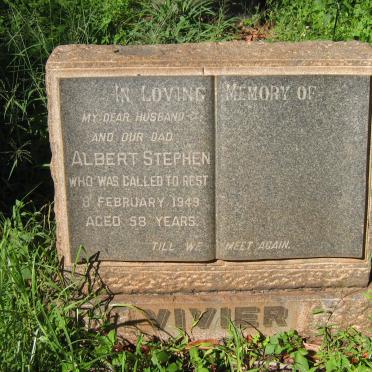 IN LOVING MEMORY OF
MY DEAR HUSBAND
AND OUR DAD
ALBERT STEPHEN
WHO WAS CALLED TO REST
8 FEBRUARY 1949
AGED 58 YEARS.
TILL WE MEET AGAIN.
VIVIER